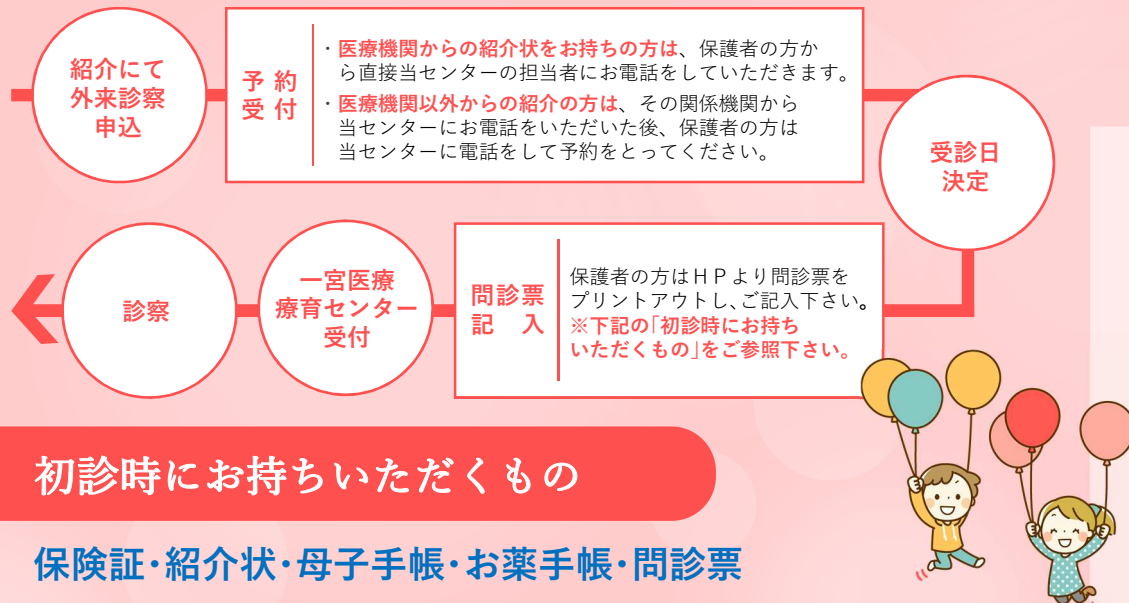 紹介にて
外来診察
申込
予約
受付
・医療機関からの紹介状をお持ちの方は、保護者の方か
ら直接当センターの担当者にお電話をしていただきます。
・医療機関以外からの紹介の方は、その関係機関から
当センターにお電話をいただいた後、保護者の方は
当センターに電話をして予約をとってください。
受診日
決定
問診票
記入
保護者の方はＨＰより問診票を
プリントアウトし、ご記入下さい。
※下記の「初診時にお持ち
いただくもの」をご参照下さい。
一宮医療
療育センター
受付
診察
初診時にお持ちいただくもの
保険証・紹介状・母子手帳・お薬手帳・問診票